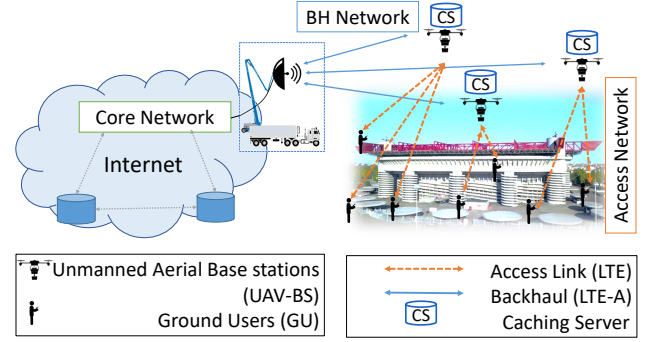 BH Network
CS
CS
CS
Core Network
Internet
Access Network
Unmanned Aerial Base stations
(UAV-BS)
Ground Users (GU)
Access Link (LTE)
Backhaul (LTE-A)
CS
Caching Server